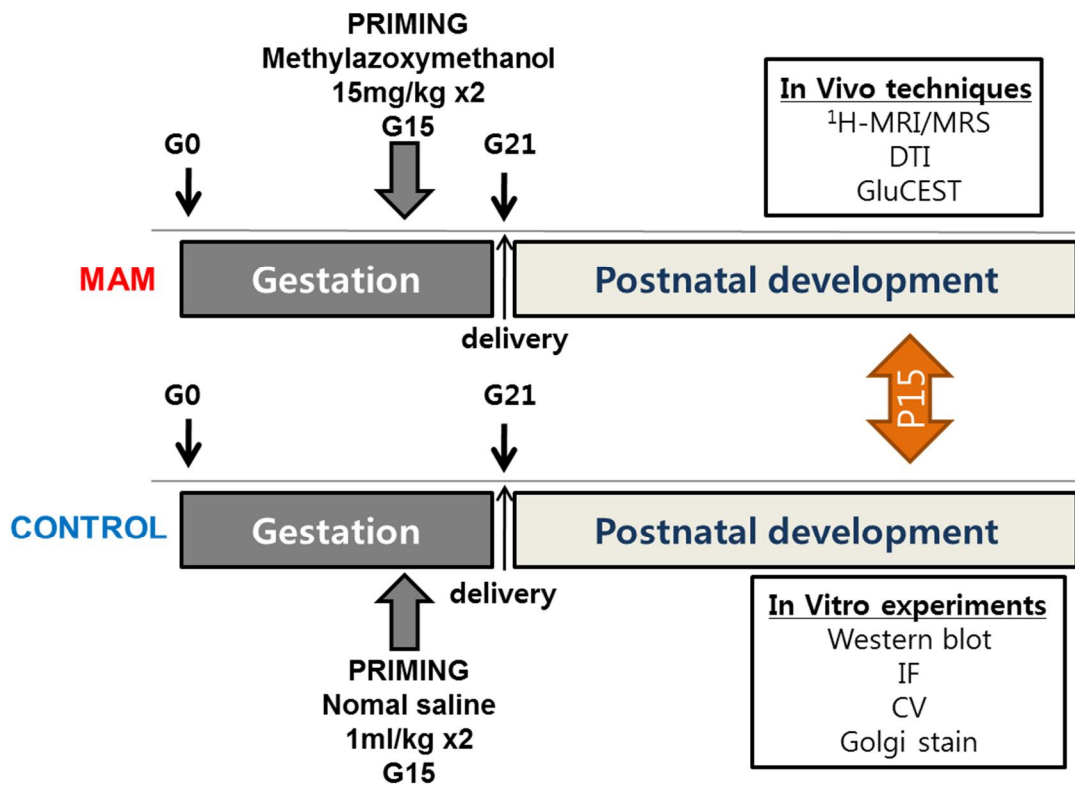 PRIMING
Methylazoxymethanol
15mg/kg x2
G15
G0
G21
In Vivo techniques
¹H-MRI/MRS
DTI
GluCEST
MAM
Gestation
Postnatal development
delivery
P15
G0
G21
CONTROL
Gestation
Postnatal development
delivery
PRIMING
Nomal saline
1ml/kg x2
G15
In Vitro experiments
Western blot
IF
CV
Golgi stain